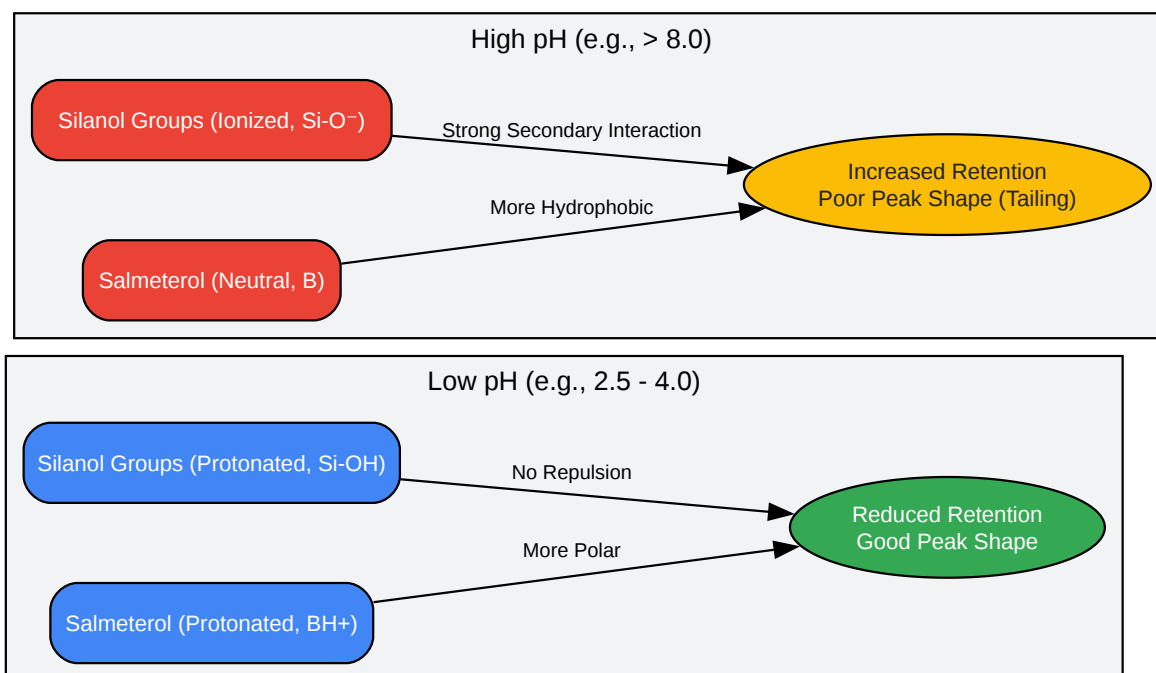 High pH (e.g., > 8.0)
Silanol Groups (Ionized, Si-O⁻)
Strong Secondary Interaction
Increased Retention
Poor Peak Shape (Tailing)
More Hydrophobic
Salmeterol (Neutral, B)
Low pH (e.g., 2.5 - 4.0)
Silanol Groups (Protonated, Si-OH)
No Repulsion
Reduced Retention
Good Peak Shape
More Polar
Salmeterol (Protonated, BH+)